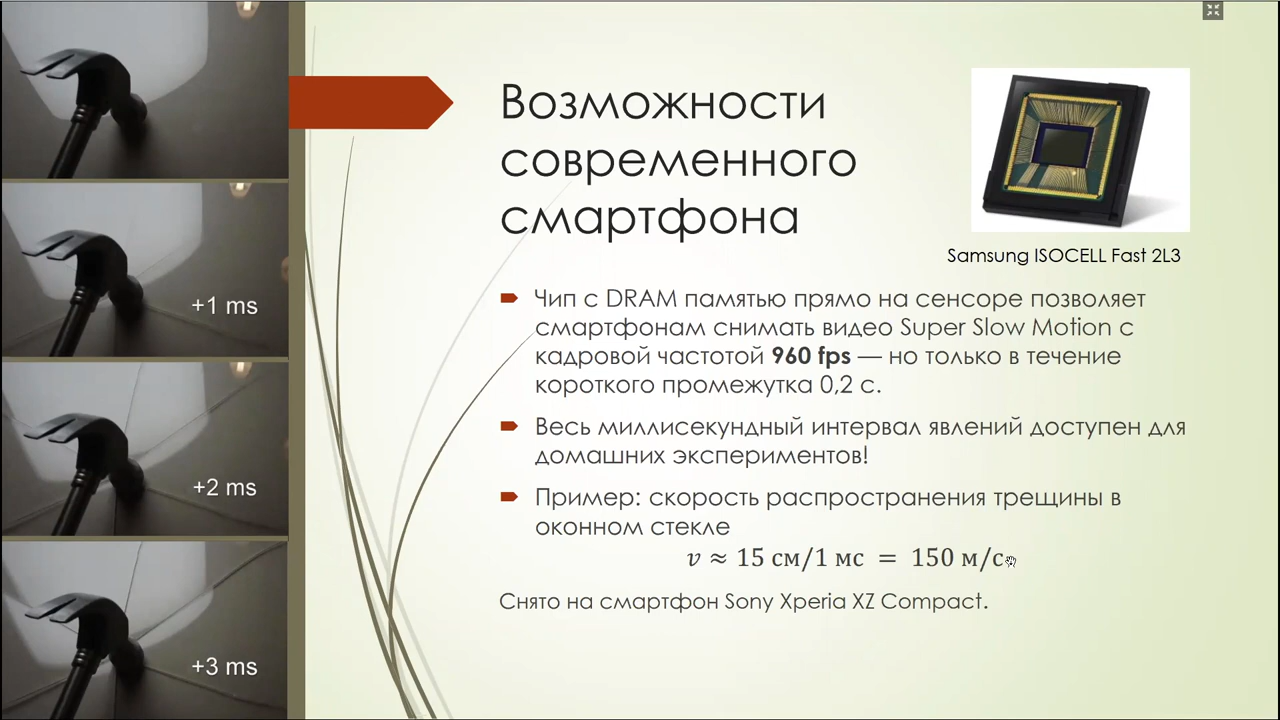 Возможности
современного
смартфона
Samsung ISOCELL Fast 2L3
Чип с DRAM памятью прямо на сенсоре позволяет
смартфонам снимать видео Super Slow Motion с
кадровой частотой 960 fps — но только в течение
короткого промежутка 0,2 с.
Весь миллисекундный интервал явлений доступен для
домашних экспериментов!
Пример: скорость распространения трещины в
оконном стекле
v ≈ 15 см/1 мс = 150 м/с
Снято на смартфон Sony Xperia XZ Compact.
+1 ms
+2 ms
+3 ms